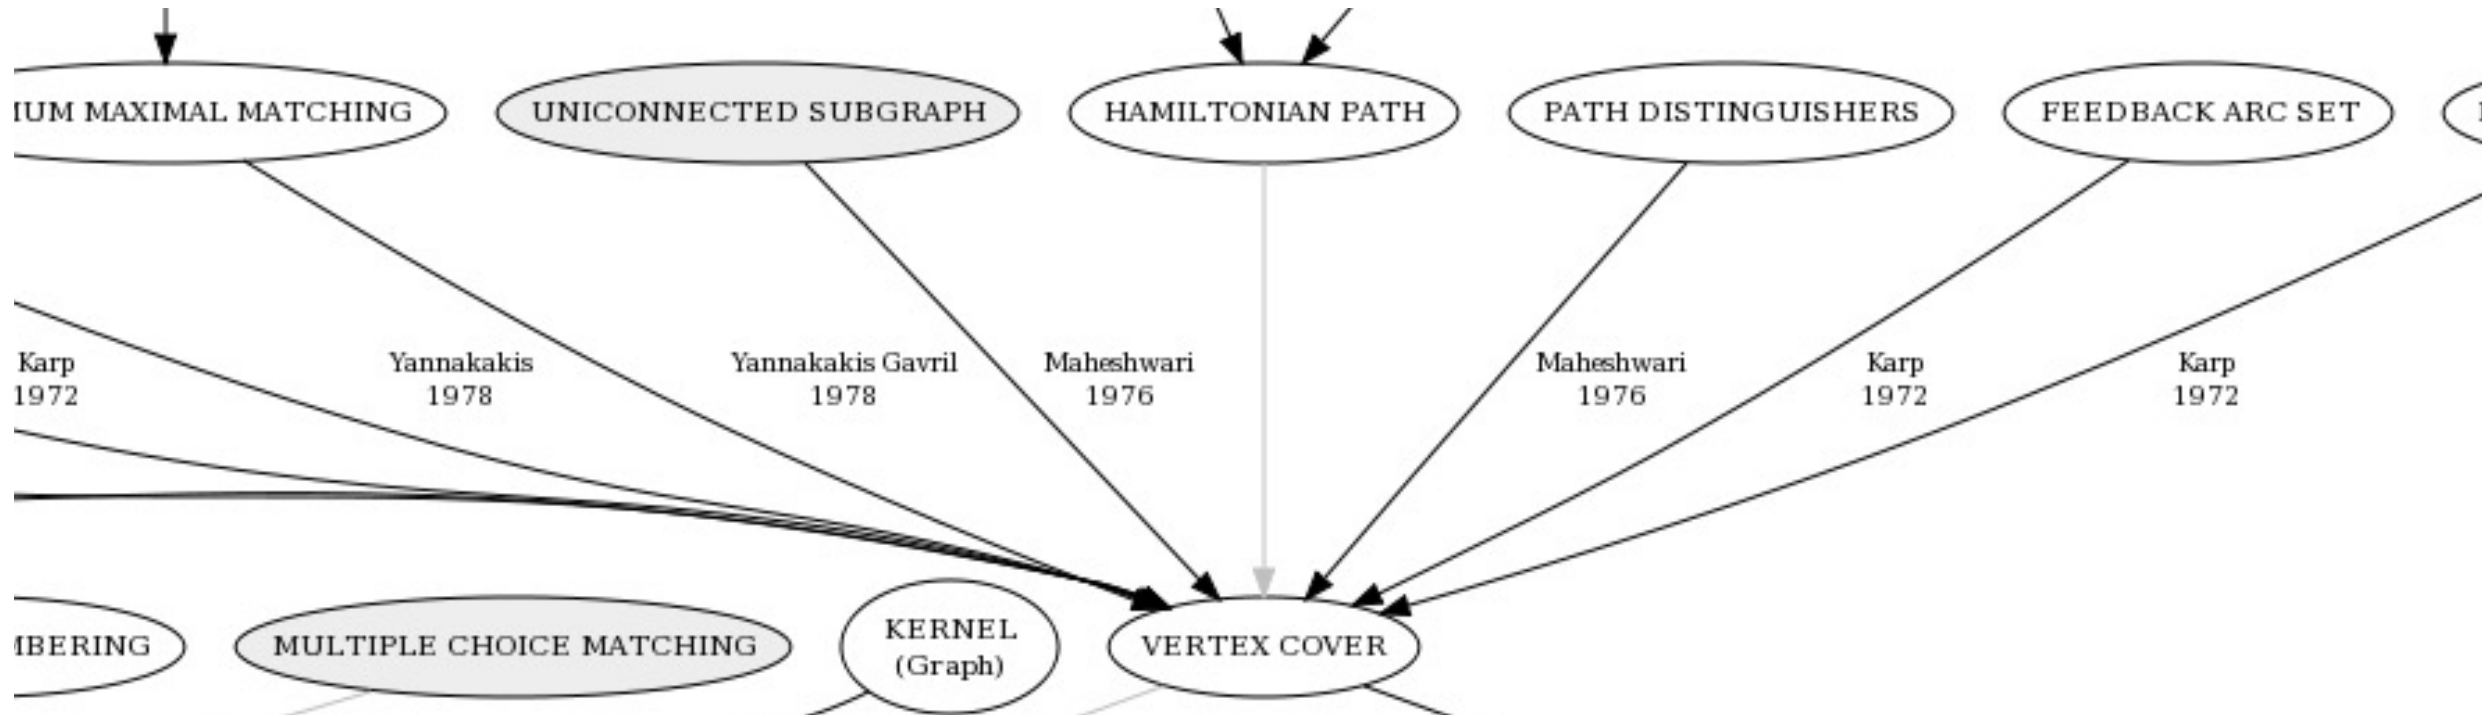 IUM MAXIMAL MATCHING
UNICONNECTED SUBGRAPH
HAMILTONIAN PATH
PATH DISTINGUISHERS
FEEDBACK ARC SET
Karp
1972
Yannakakis
1978
Yannakakis Gavril
1978
Maheshwari
1976
Maheshwari
1976
Karp
1972
Karp
1972
MBERING
MULTIPLE CHOICE MATCHING
KERNEL
(Graph)
VERTEX COVER